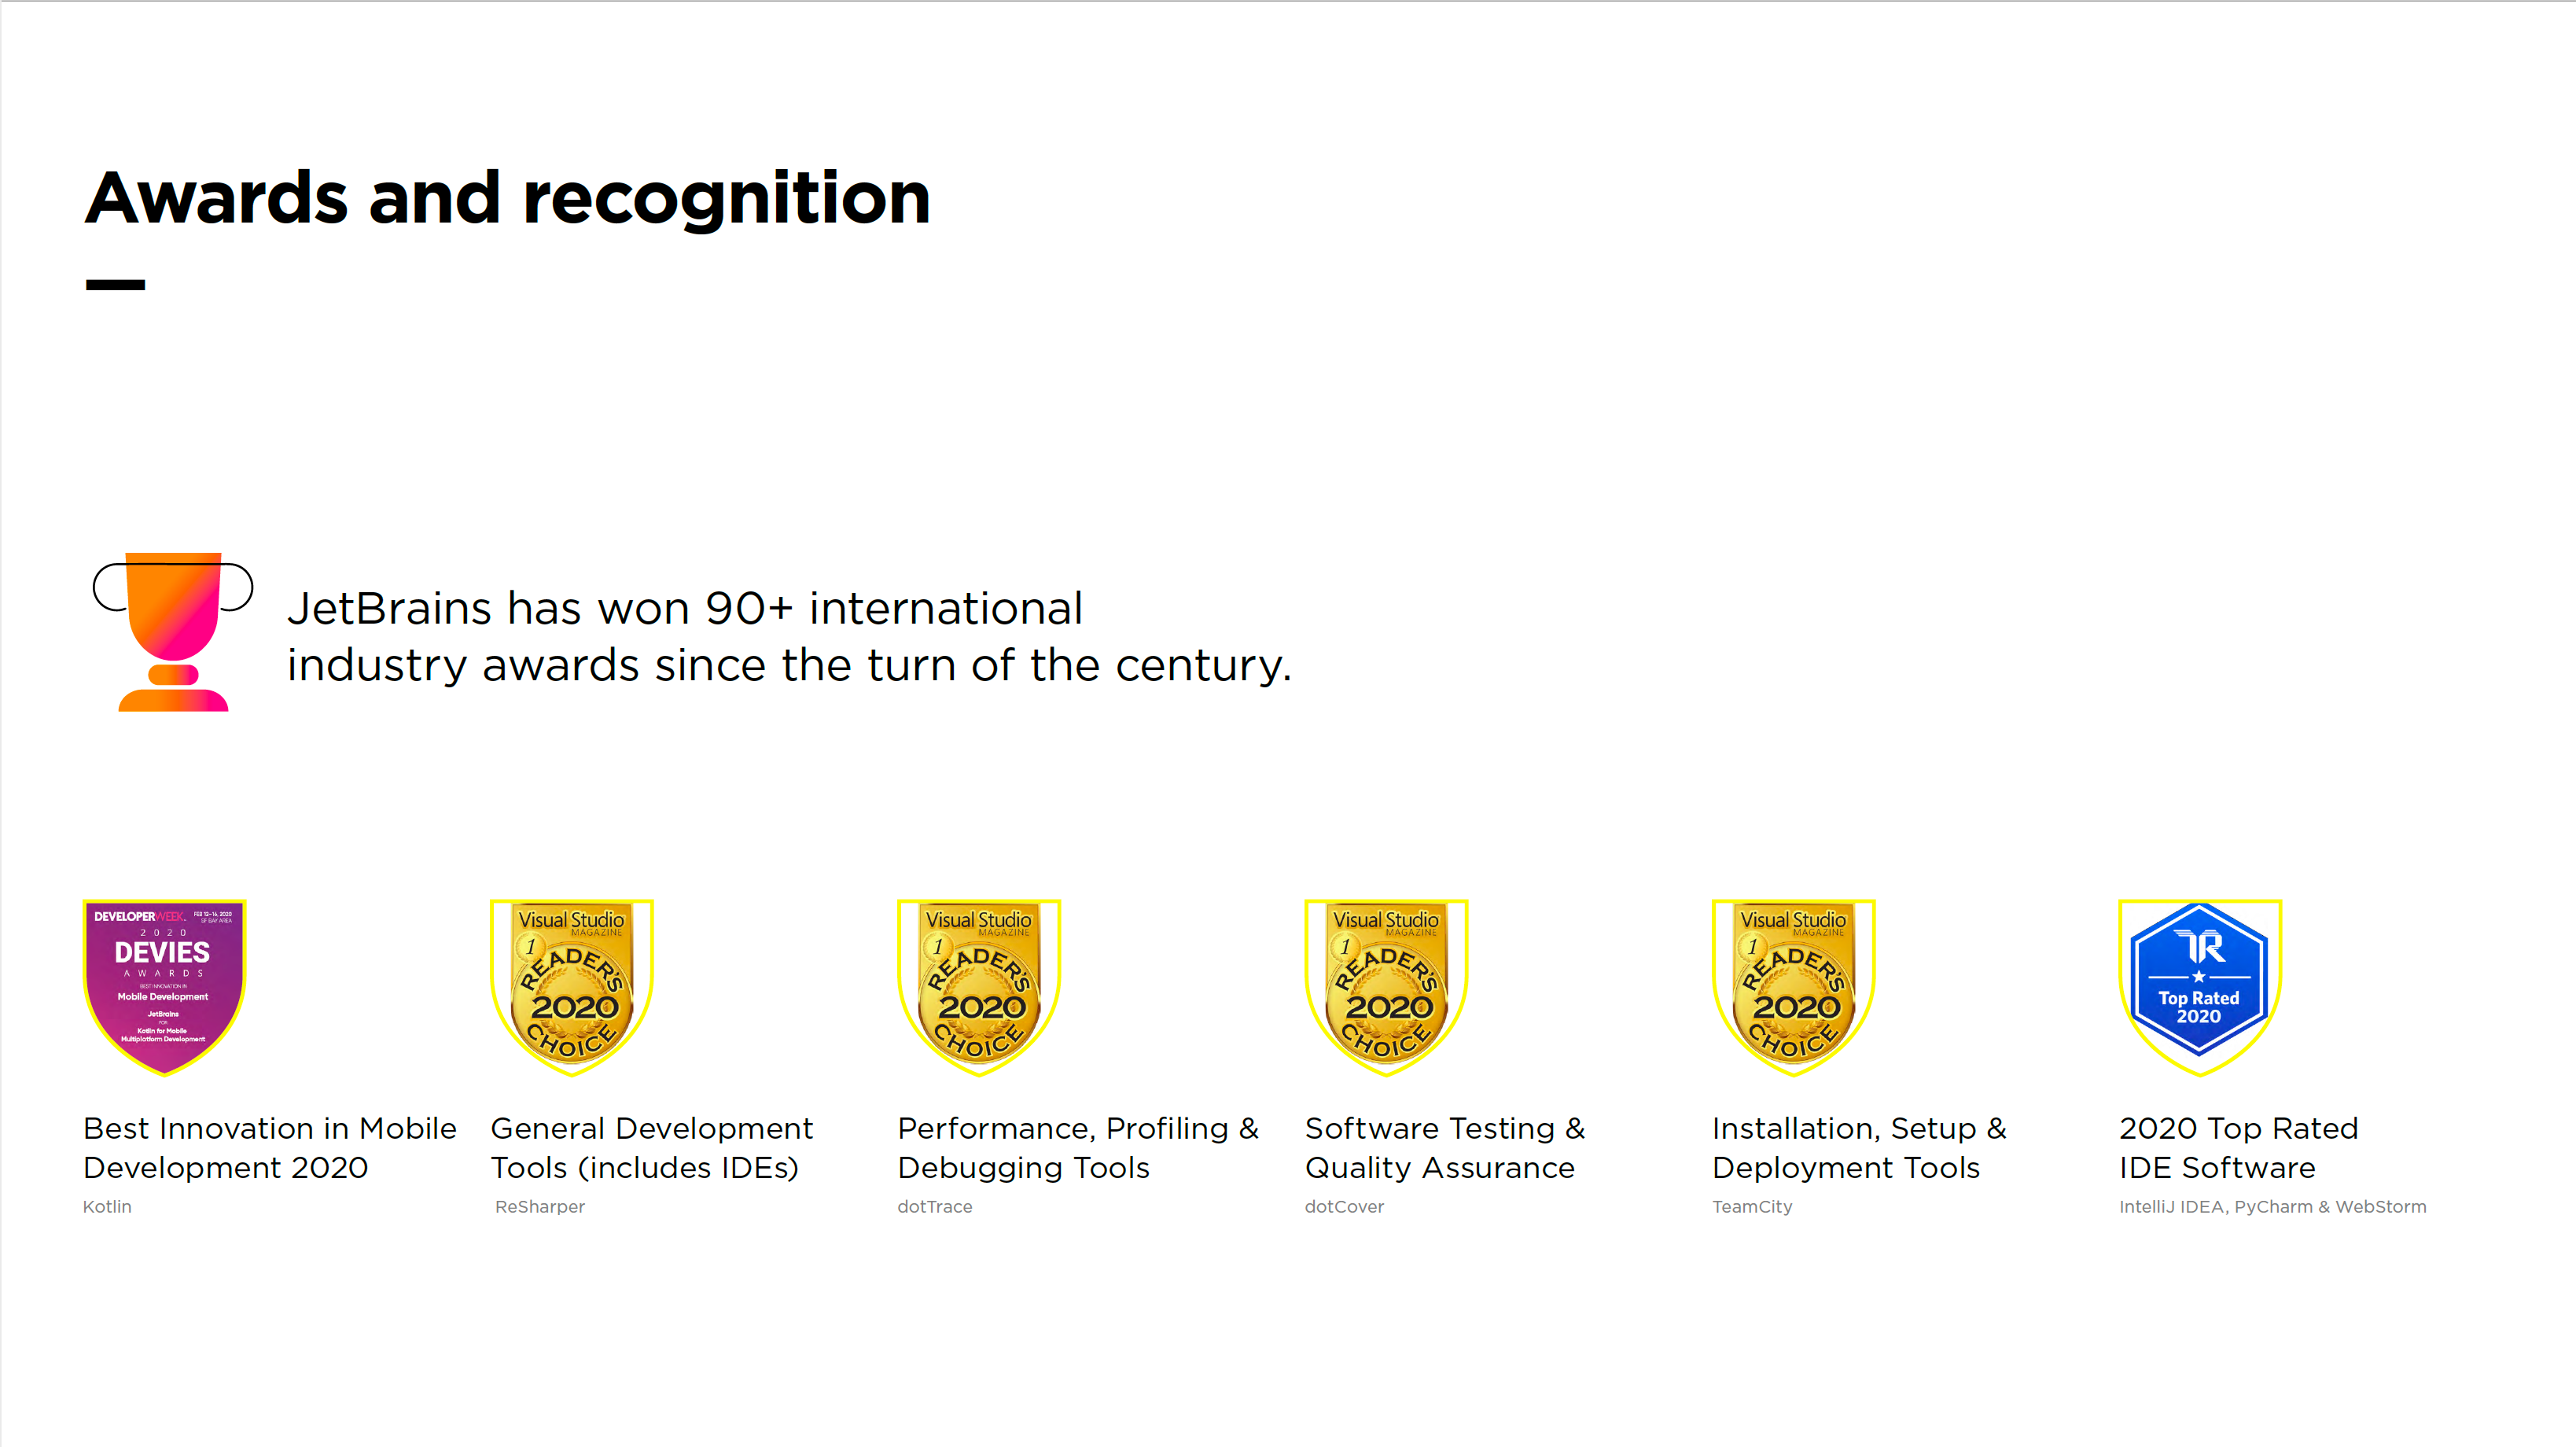 Awards and recognition
JetBrains has won 90+ international
industry awards since the turn of the century.
DEVELOPERWEEK. FEB 12-16, 2020
SF BAY AREA
2020
DEVIES
AWARDS
BEST INNOVATION IN
Mobile Development
JetBrains
FOR
Kotlin for Mobile
Multiplatform Development
Best Innovation in Mobile
Development 2020
Kotlin
Visual Studio
MAGAZINE
1
READER'S
2020
CHOICE
General Development
Tools (includes IDEs)
ReSharper
Visual Studio
MAGAZINE
1
READER'S
2020
CHOICE
Performance, Profiling &
Debugging Tools
dotTrace
Visual Studio
MAGAZINE
1
READER'S
2020
CHOICE
Software Testing &
Quality Assurance
dotCover
Visual Studio
MAGAZINE
1
READER'S
2020
CHOICE
Installation, Setup &
Deployment Tools
TeamCity
TR
Top Rated
2020
2020 Top Rated
IDE Software
IntelliJ IDEA, PyCharm & WebStorm